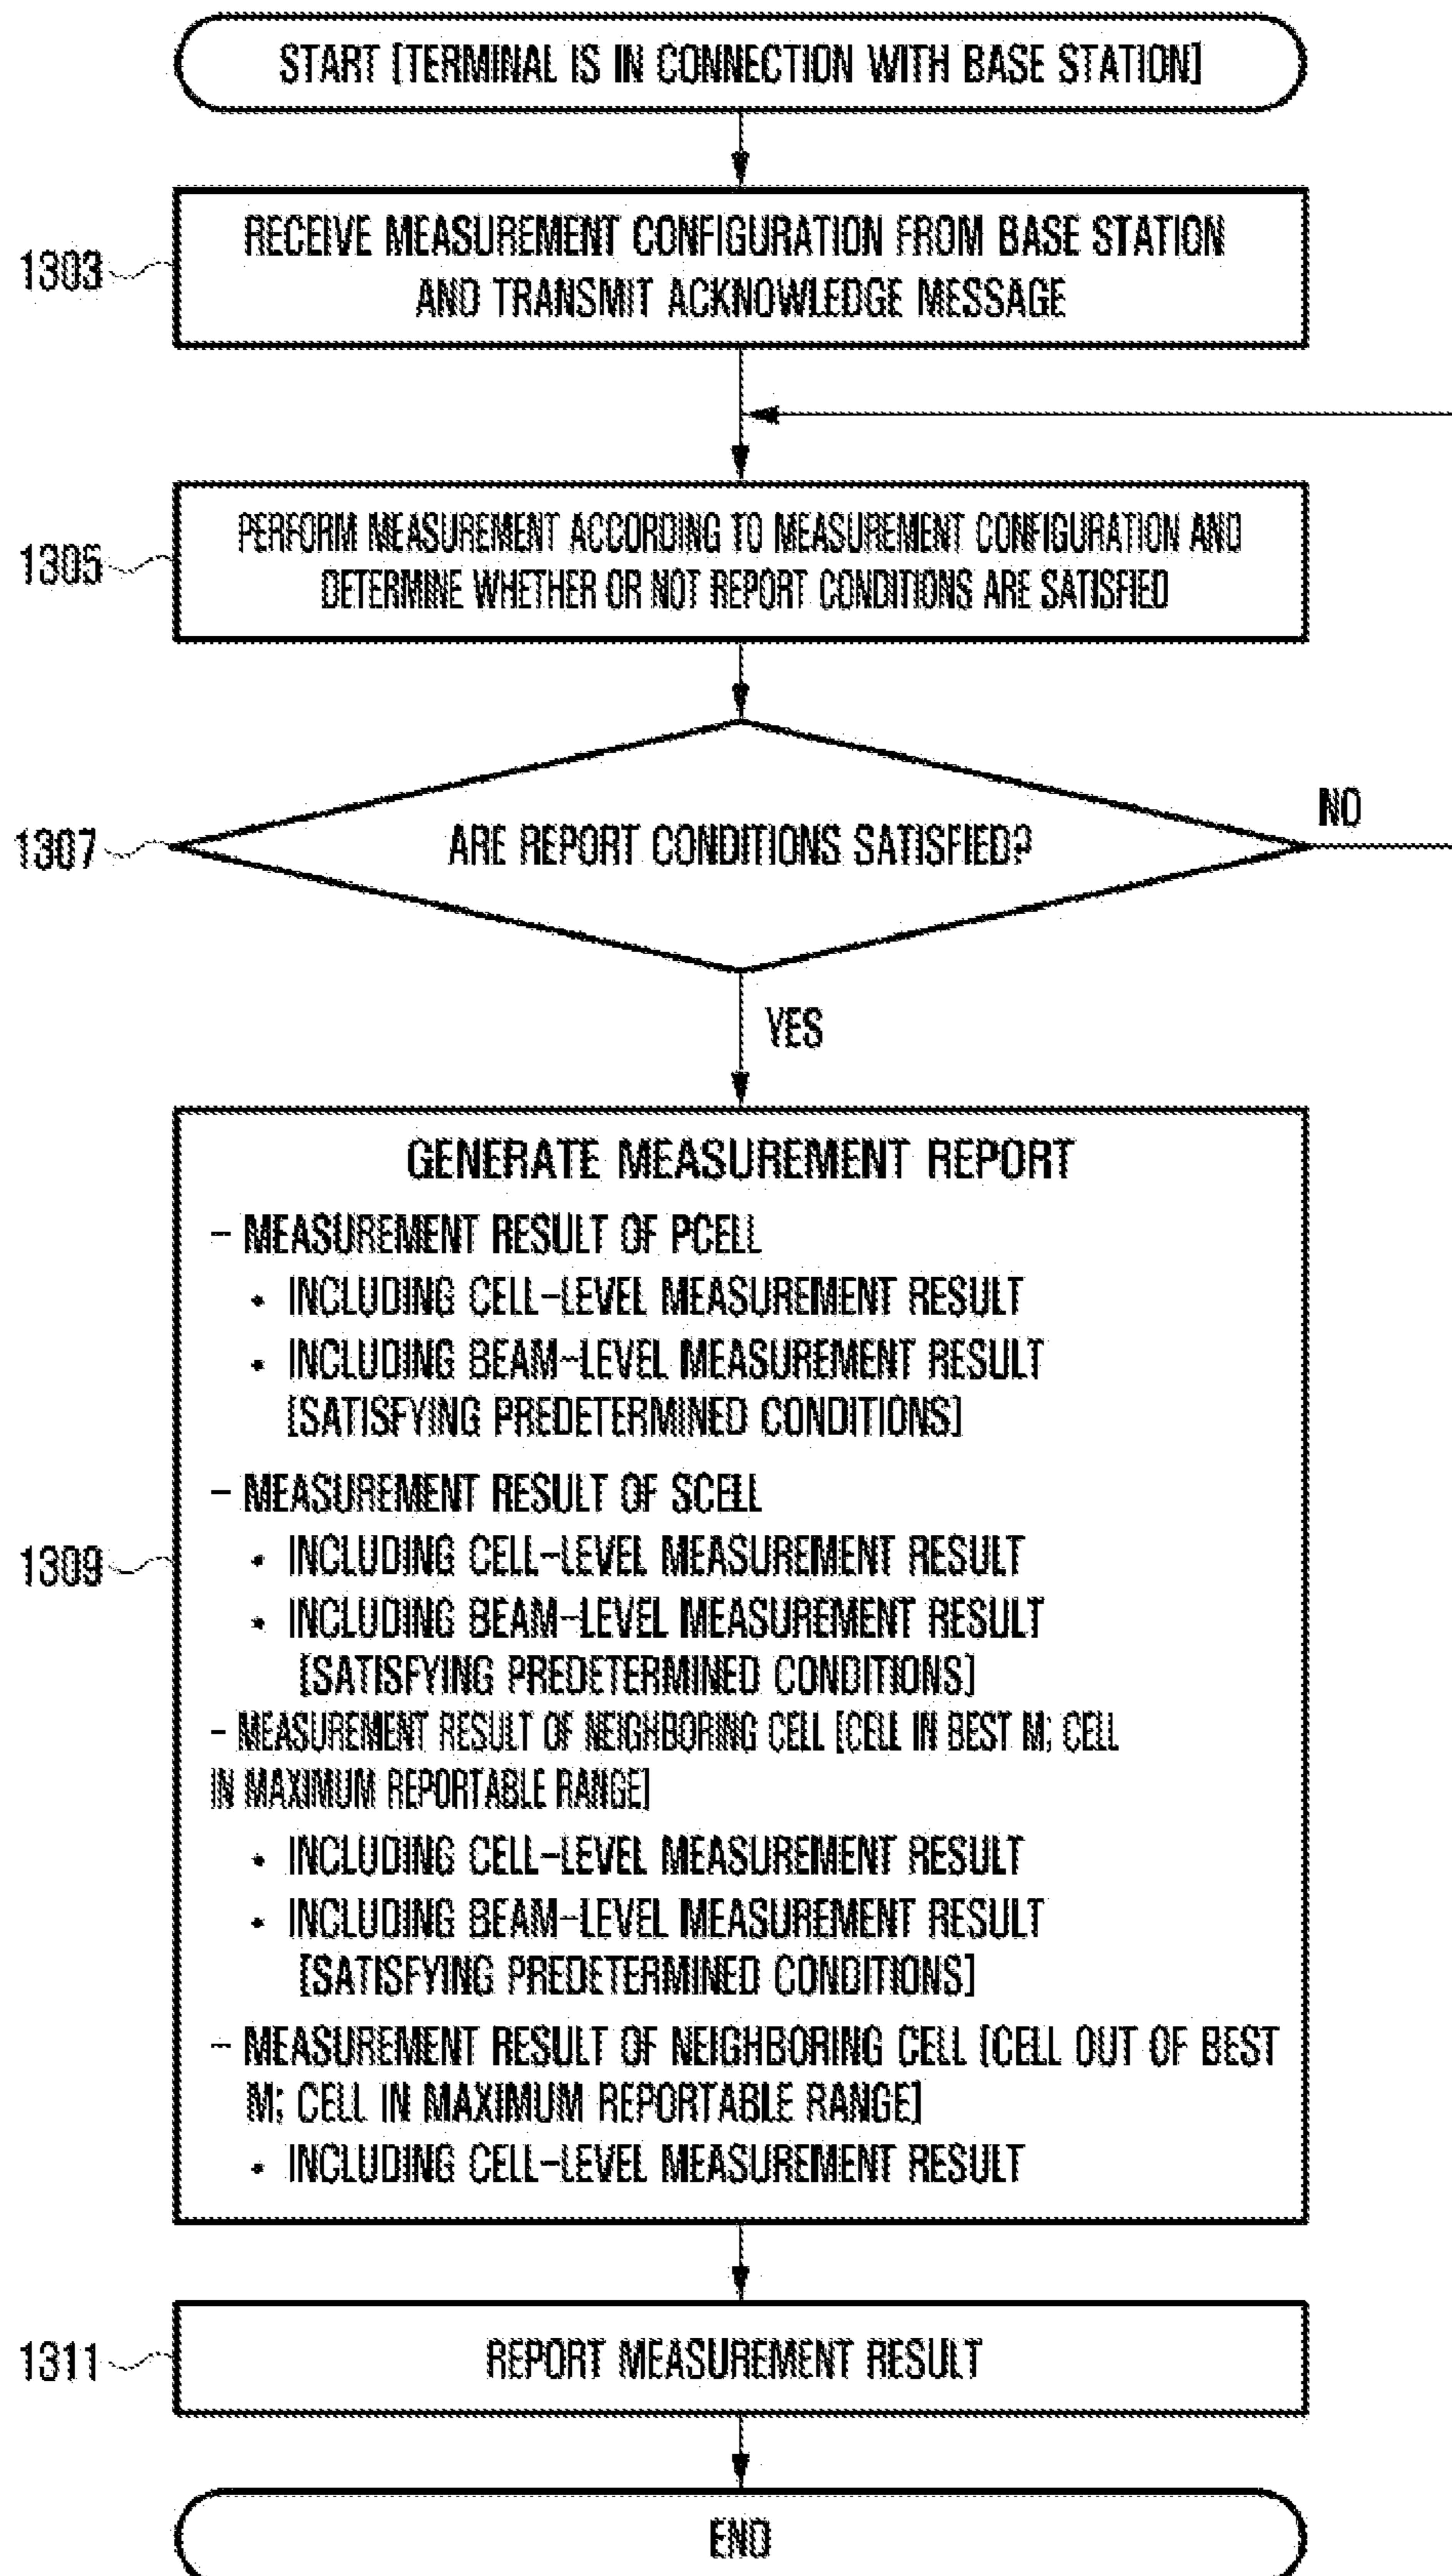 START [TERMINAL IS IN CONNECTION WITH BASE STATION]
1303
RECEIVE MEASUREMENT CONFIGURATION FROM BASE STATION
AND TRANSMIT ACKNOWLEDGE MESSAGE
1305
PERFORM MEASUREMENT ACCORDING TO MEASUREMENT CONFIGURATION AND
DETERMINE WHETHER OR NOT REPORT CONDITIONS ARE SATISFIED
1307
ARE REPORT CONDITIONS SATISFIED?
NO
YES
1309
GENERATE MEASUREMENT REPORT
- MEASUREMENT RESULT OF PCELL
• INCLUDING CELL-LEVEL MEASUREMENT RESULT
• INCLUDING BEAM-LEVEL MEASUREMENT RESULT
[SATISFYING PREDETERMINED CONDITIONS]
- MEASUREMENT RESULT OF SCELL
• INCLUDING CELL-LEVEL MEASUREMENT RESULT
• INCLUDING BEAM-LEVEL MEASUREMENT RESULT
[SATISFYING PREDETERMINED CONDITIONS]
- MEASUREMENT RESULT OF NEIGHBORING CELL [CELL IN BEST M; CELL
IN MAXIMUM REPORTABLE RANGE]
• INCLUDING CELL-LEVEL MEASUREMENT RESULT
• INCLUDING BEAM-LEVEL MEASUREMENT RESULT
[SATISFYING PREDETERMINED CONDITIONS]
- MEASUREMENT RESULT OF NEIGHBORING CELL [CELL OUT OF BEST
M; CELL IN MAXIMUM REPORTABLE RANGE]
• INCLUDING CELL-LEVEL MEASUREMENT RESULT
1311
REPORT MEASUREMENT RESULT
END